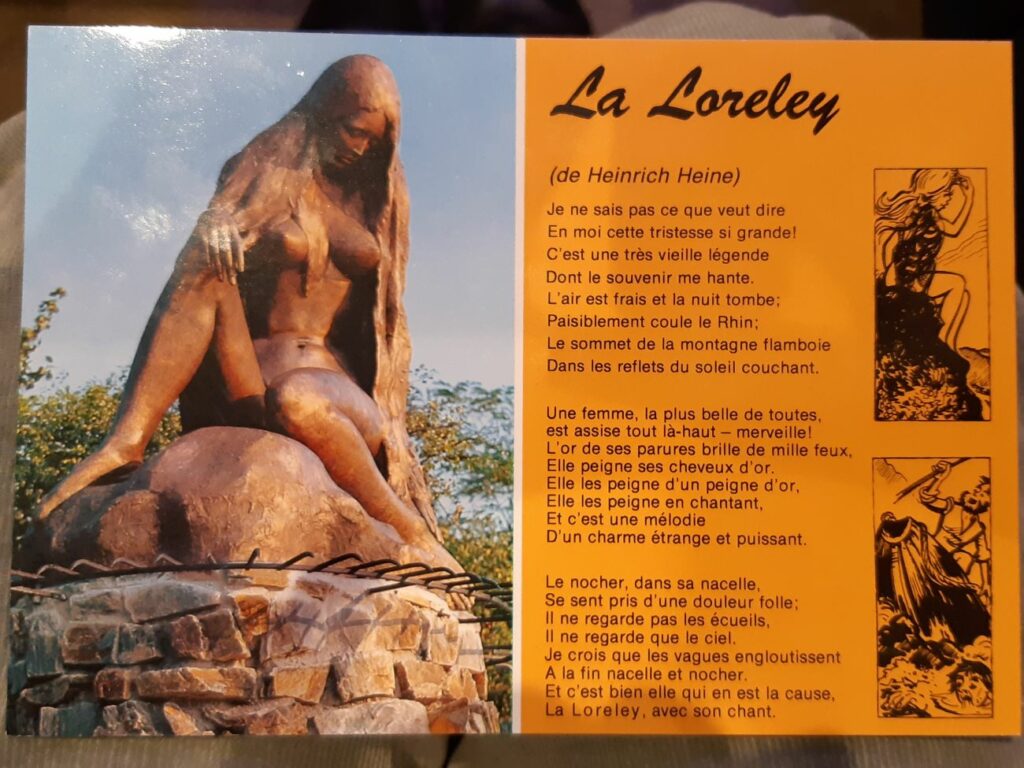 La Loreley
(de Heinrich Heine)
Je ne sais pas ce que veut dire
En moi cette tristesse si grande!
C'est une très vieille légende
Dont le souvenir me hante.
L'air est frais et la nuit tombe;
Paisiblement coule le Rhin;
Le sommet de la montagne flamboie
Dans les reflets du soleil couchant.
Une femme, la plus belle de toutes,
est assise tout là-haut – merveille!
L'or de ses parures brille de mille feux,
Elle peigne ses cheveux d'or.
Elle les peigne d'un peigne d'or,
Elle les peigne en chantant,
Et c'est une mélodie
D'un charme étrange et puissant.
Le nocher, dans sa nacelle,
Se sent pris d'une douleur folle;
Il ne regarde pas les écueils,
Il ne regarde que le ciel.
Je crois que les vagues engloutissent
A la fin nacelle et nocher.
Et c'est bien elle qui en est la cause,
La Loreley, avec son chant.